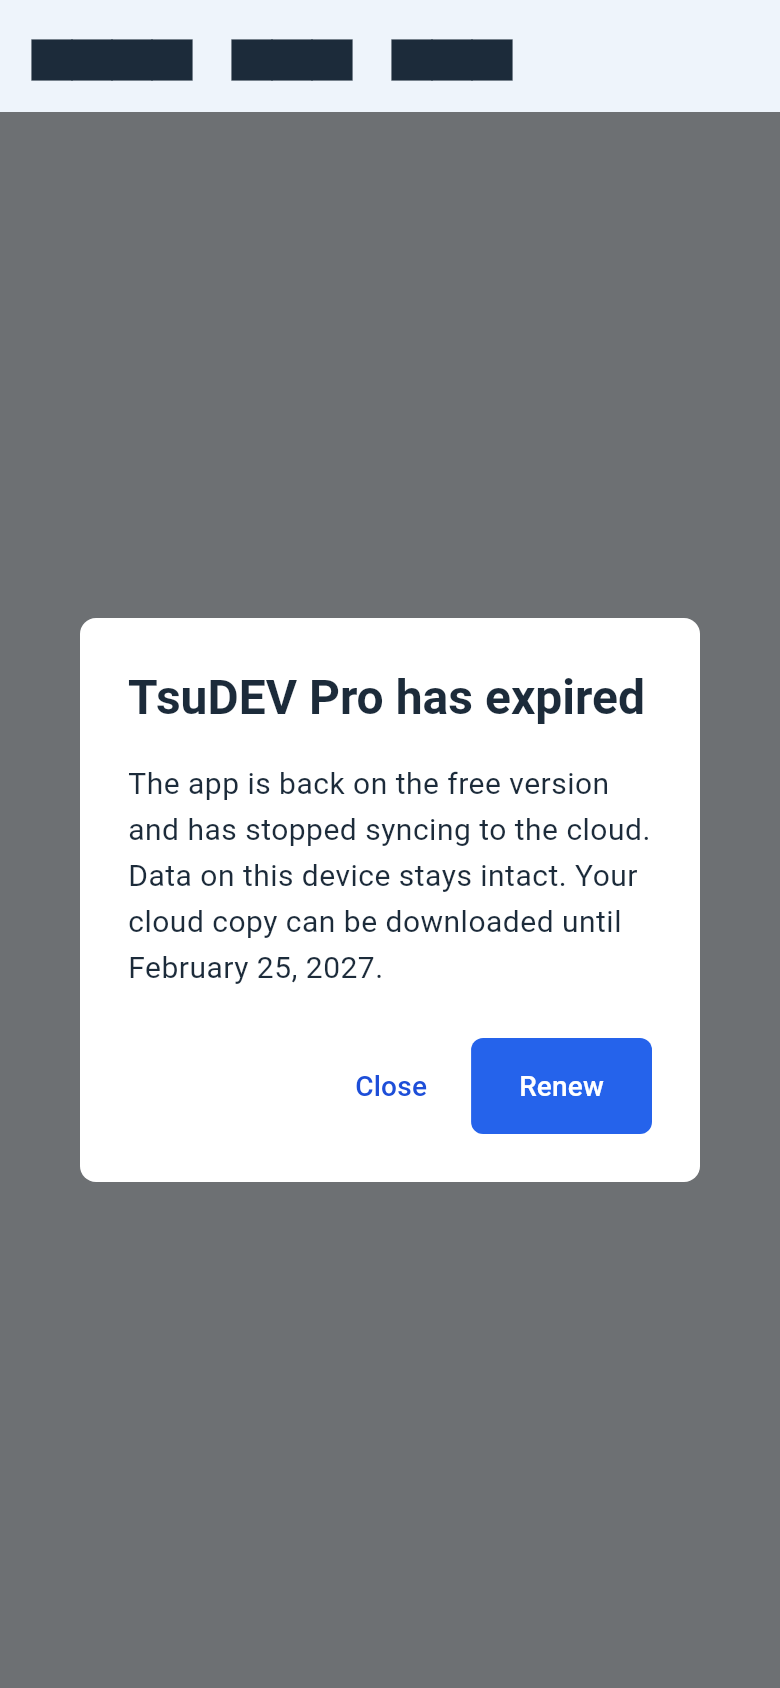 TsuDEV Pro has expired
The app is back on the free version
and has stopped syncing to the cloud.
Data on this device stays intact. Your
cloud copy can be downloaded until
February 25, 2027.
Close
Renew